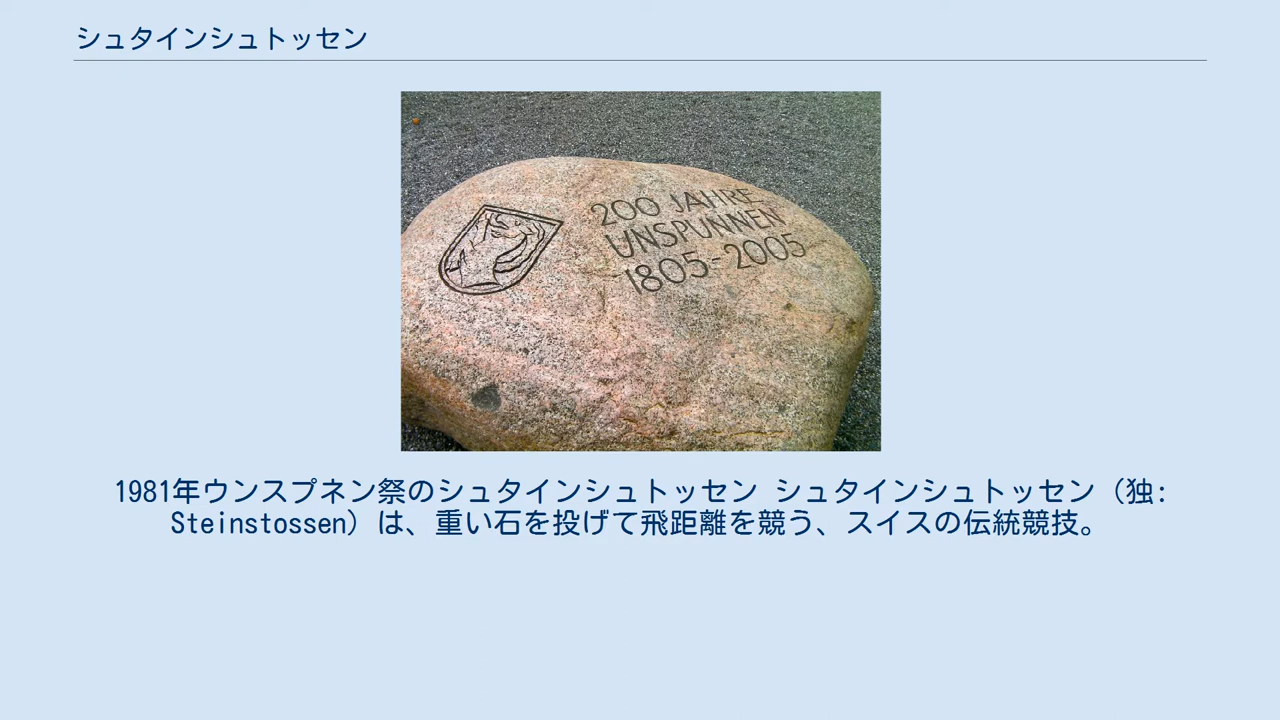 シュタインシュトッセン
200 JAHRE
UNSPUNNEN
1805-2005
1981年ウンスプネン祭のシュタインシュトッセン シュタインシュトッセン（独:
Steinstossen）は、重い石を投げて飛距離を競う、スイスの伝統競技。